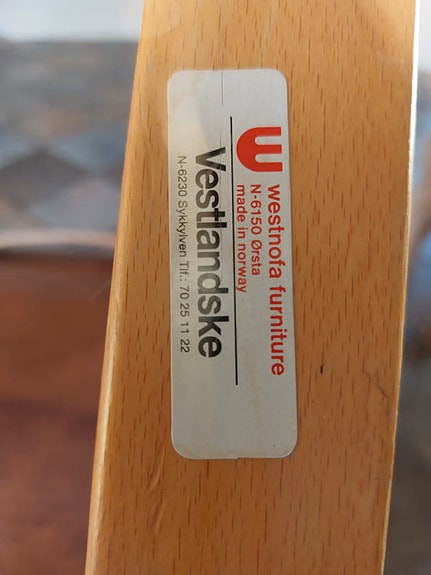 westnofa furniture
N-6150 Ørsta
made in norway
Vestlandske
N-6230 Sykkylven Tlf.: 70 25 11 22